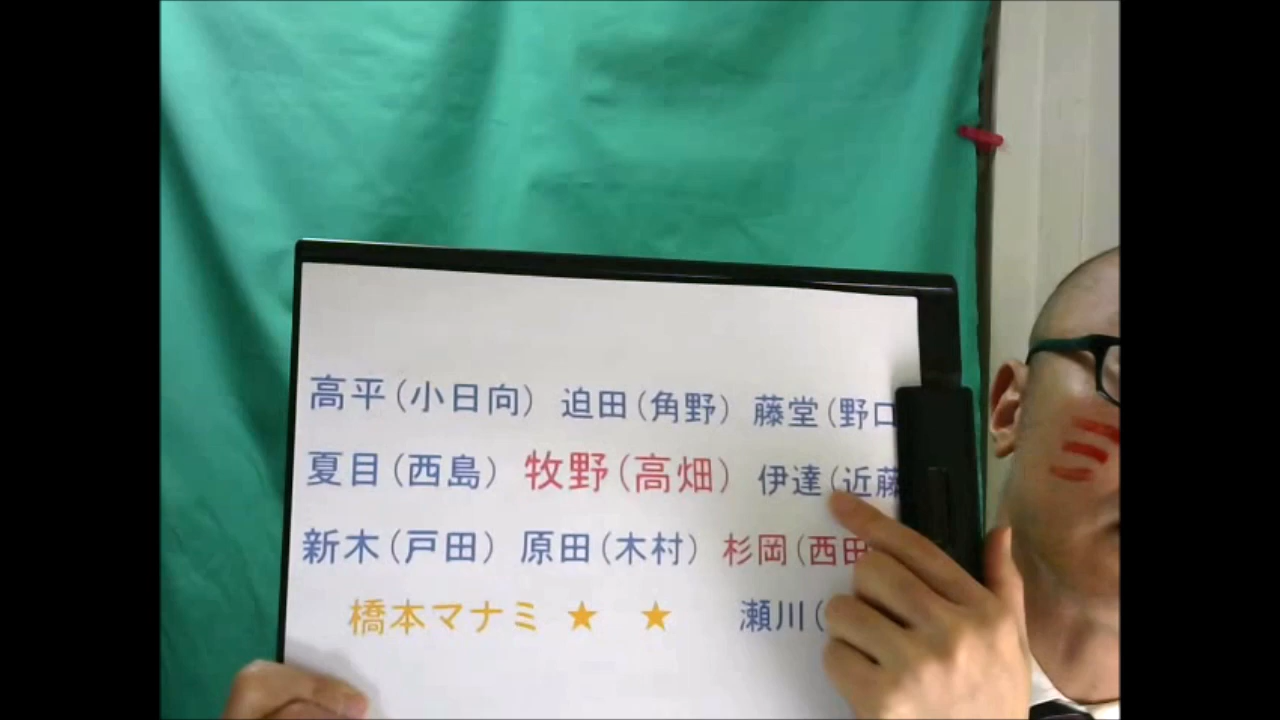 高平(小日向) 迫田(角野) 藤堂(野口
夏目(西島) 牧野(高畑) 伊達(近藤
新木(戸田) 原田(木村) 杉岡(西田
橋本マナミ★ ★ 瀬川(